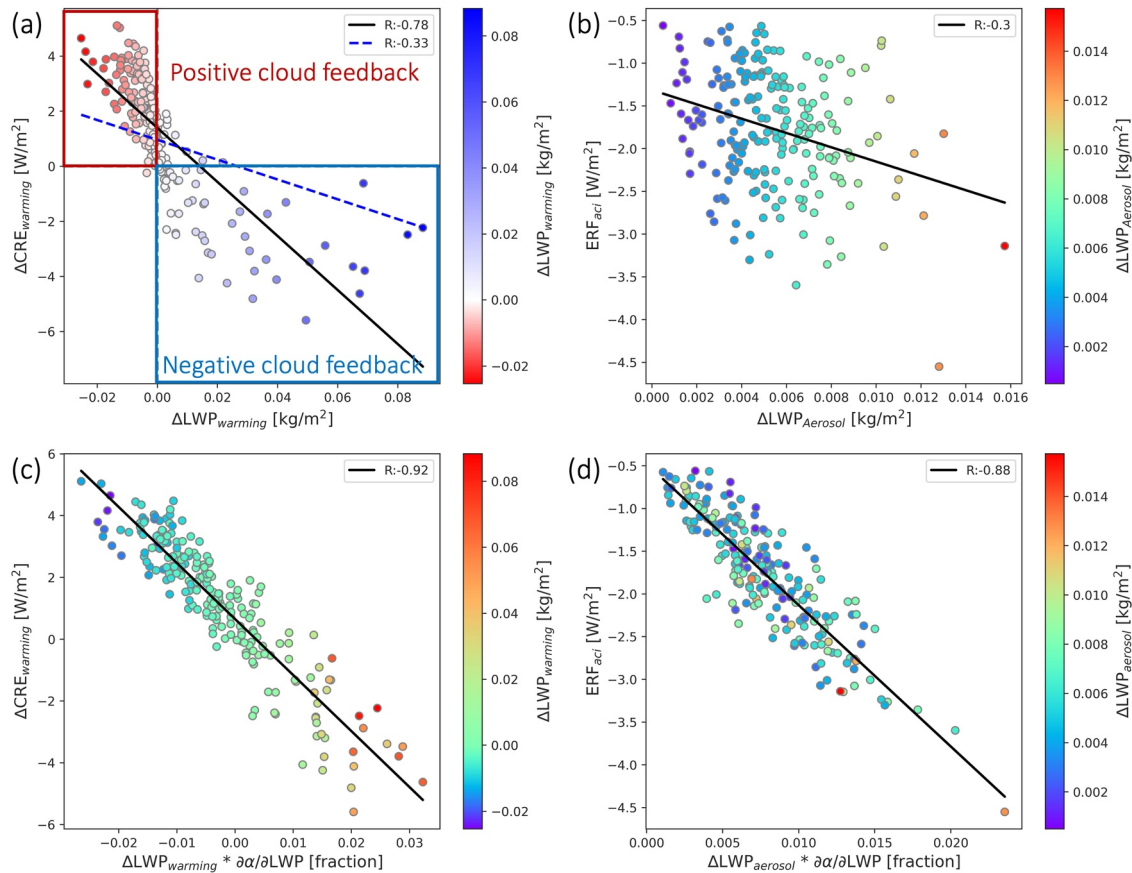 (a)
R:-0.78
R:-0.33
Positive cloud feedback
Negative cloud feedback
4
2
0
−2
−4
−6
ΔCRE_warming [W/m²]
−0.02 0.00 0.02 0.04 0.06 0.08
ΔLWP_warming [kg/m²]
0.08
0.06
0.04
0.02
0.00
−0.02
ΔLWP_warming [kg/m²]
(b)
R:-0.3
−0.5
−1.0
−1.5
−2.0
−2.5
−3.0
−3.5
−4.0
−4.5
ERF_aci [W/m²]
0.000 0.002 0.004 0.006 0.008 0.010 0.012 0.014 0.016
ΔLWP_Aerosol [kg/m²]
0.014
0.012
0.010
0.008
0.006
0.004
0.002
ΔLWP_Aerosol [kg/m²]
(c)
R:-0.92
6
4
2
0
−2
−4
−6
ΔCRE_warming [W/m²]
−0.02 −0.01 0.00 0.01 0.02 0.03
ΔLWP_warming * ∂α/∂LWP [fraction]
0.08
0.06
0.04
0.02
0.00
−0.02
ΔLWP_warming [kg/m²]
(d)
R:-0.88
−0.5
−1.0
−1.5
−2.0
−2.5
−3.0
−3.5
−4.0
−4.5
ERF_aci [W/m²]
0.000 0.005 0.010 0.015 0.020
ΔLWP_aerosol * ∂α/∂LWP [fraction]
0.014
0.012
0.010
0.008
0.006
0.004
0.002
ΔLWP_aerosol [kg/m²]